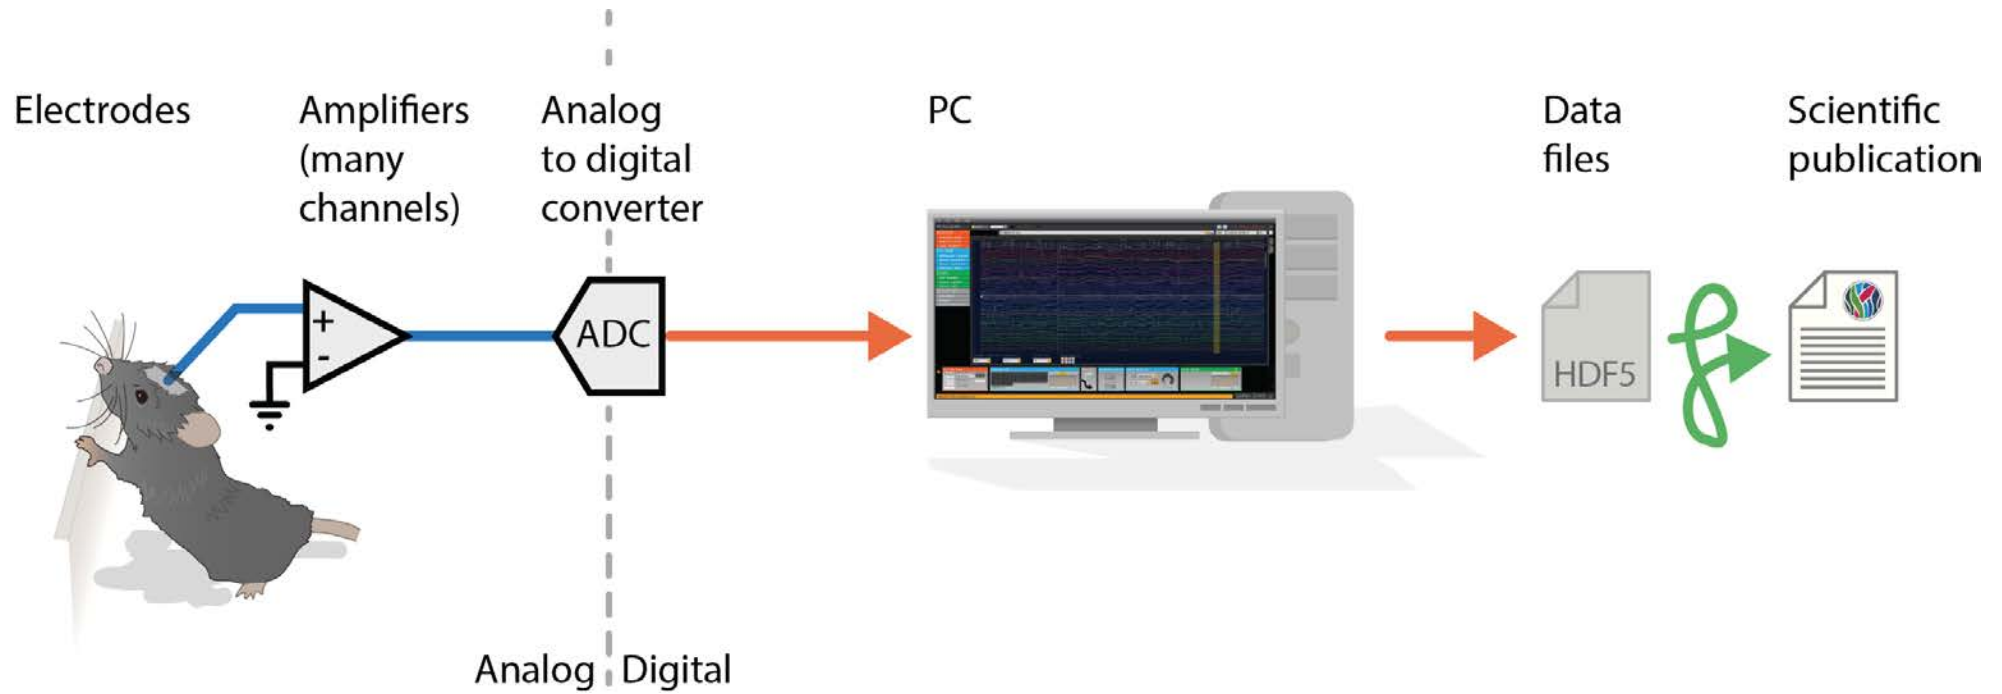 Electrodes
Amplifiers
(many
channels)
Analog
to digital
converter
PC
Data
files
Scientific
publication
+
-
ADC
HDF5
Analog
Digital